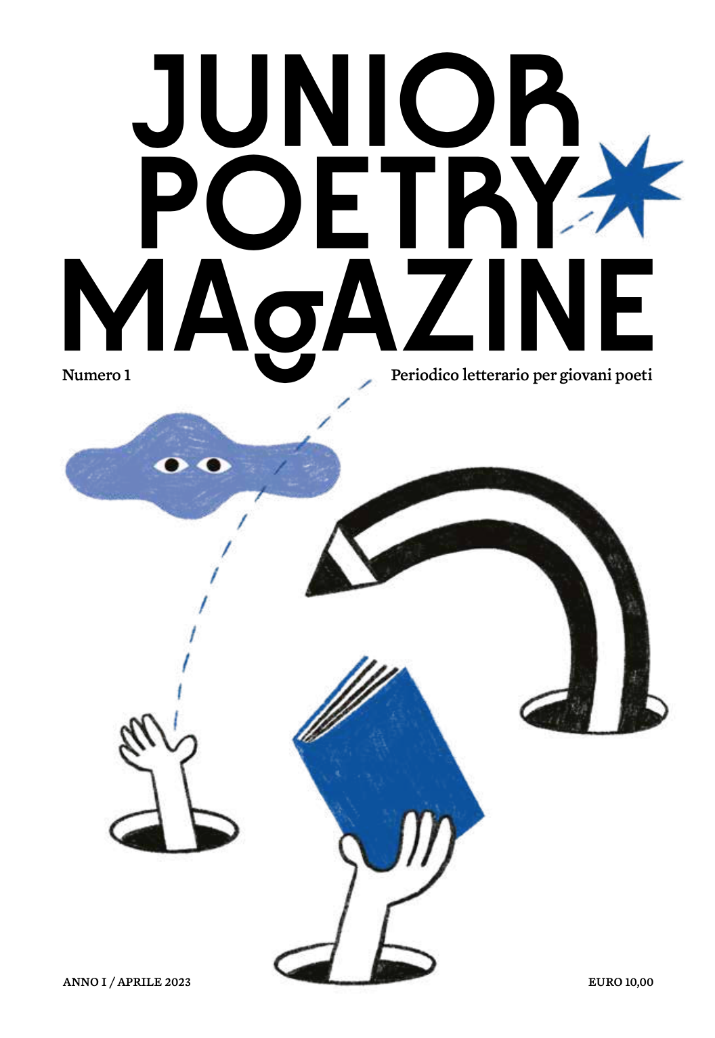 JUNIOR
POETRY
MAgAZINE
Numero 1
Periodico letterario per giovani poeti
ANNO I / APRILE 2023
EURO 10,00